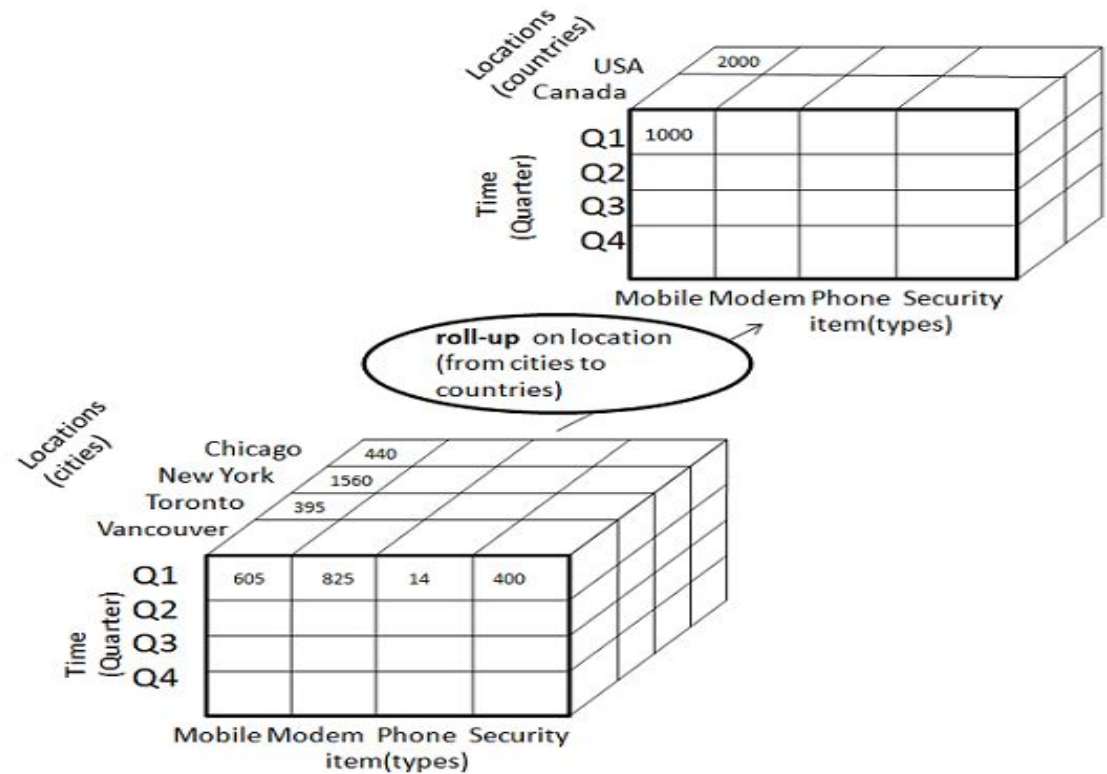 Locations
(countries)
USA
Canada
2000
Time
(Quarter)
Q1
Q2
Q3
Q4
1000
Mobile Modem Phone Security
item(types)
roll-up on location
(from cities to
countries)
Locations
(cities)
Chicago
New York
Toronto
Vancouver
440
1560
395
Time
(Quarter)
Q1
Q2
Q3
Q4
605 825 14 400
Mobile Modem Phone Security
item(types)